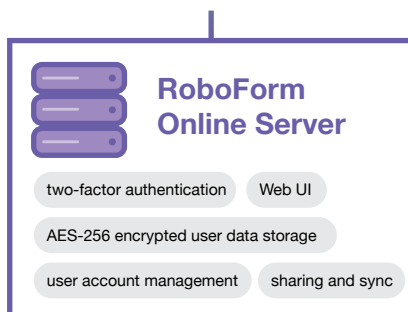 RoboForm
Online Server
two-factor authentication
Web UI
AES-256 encrypted user data storage
user account management
sharing and sync